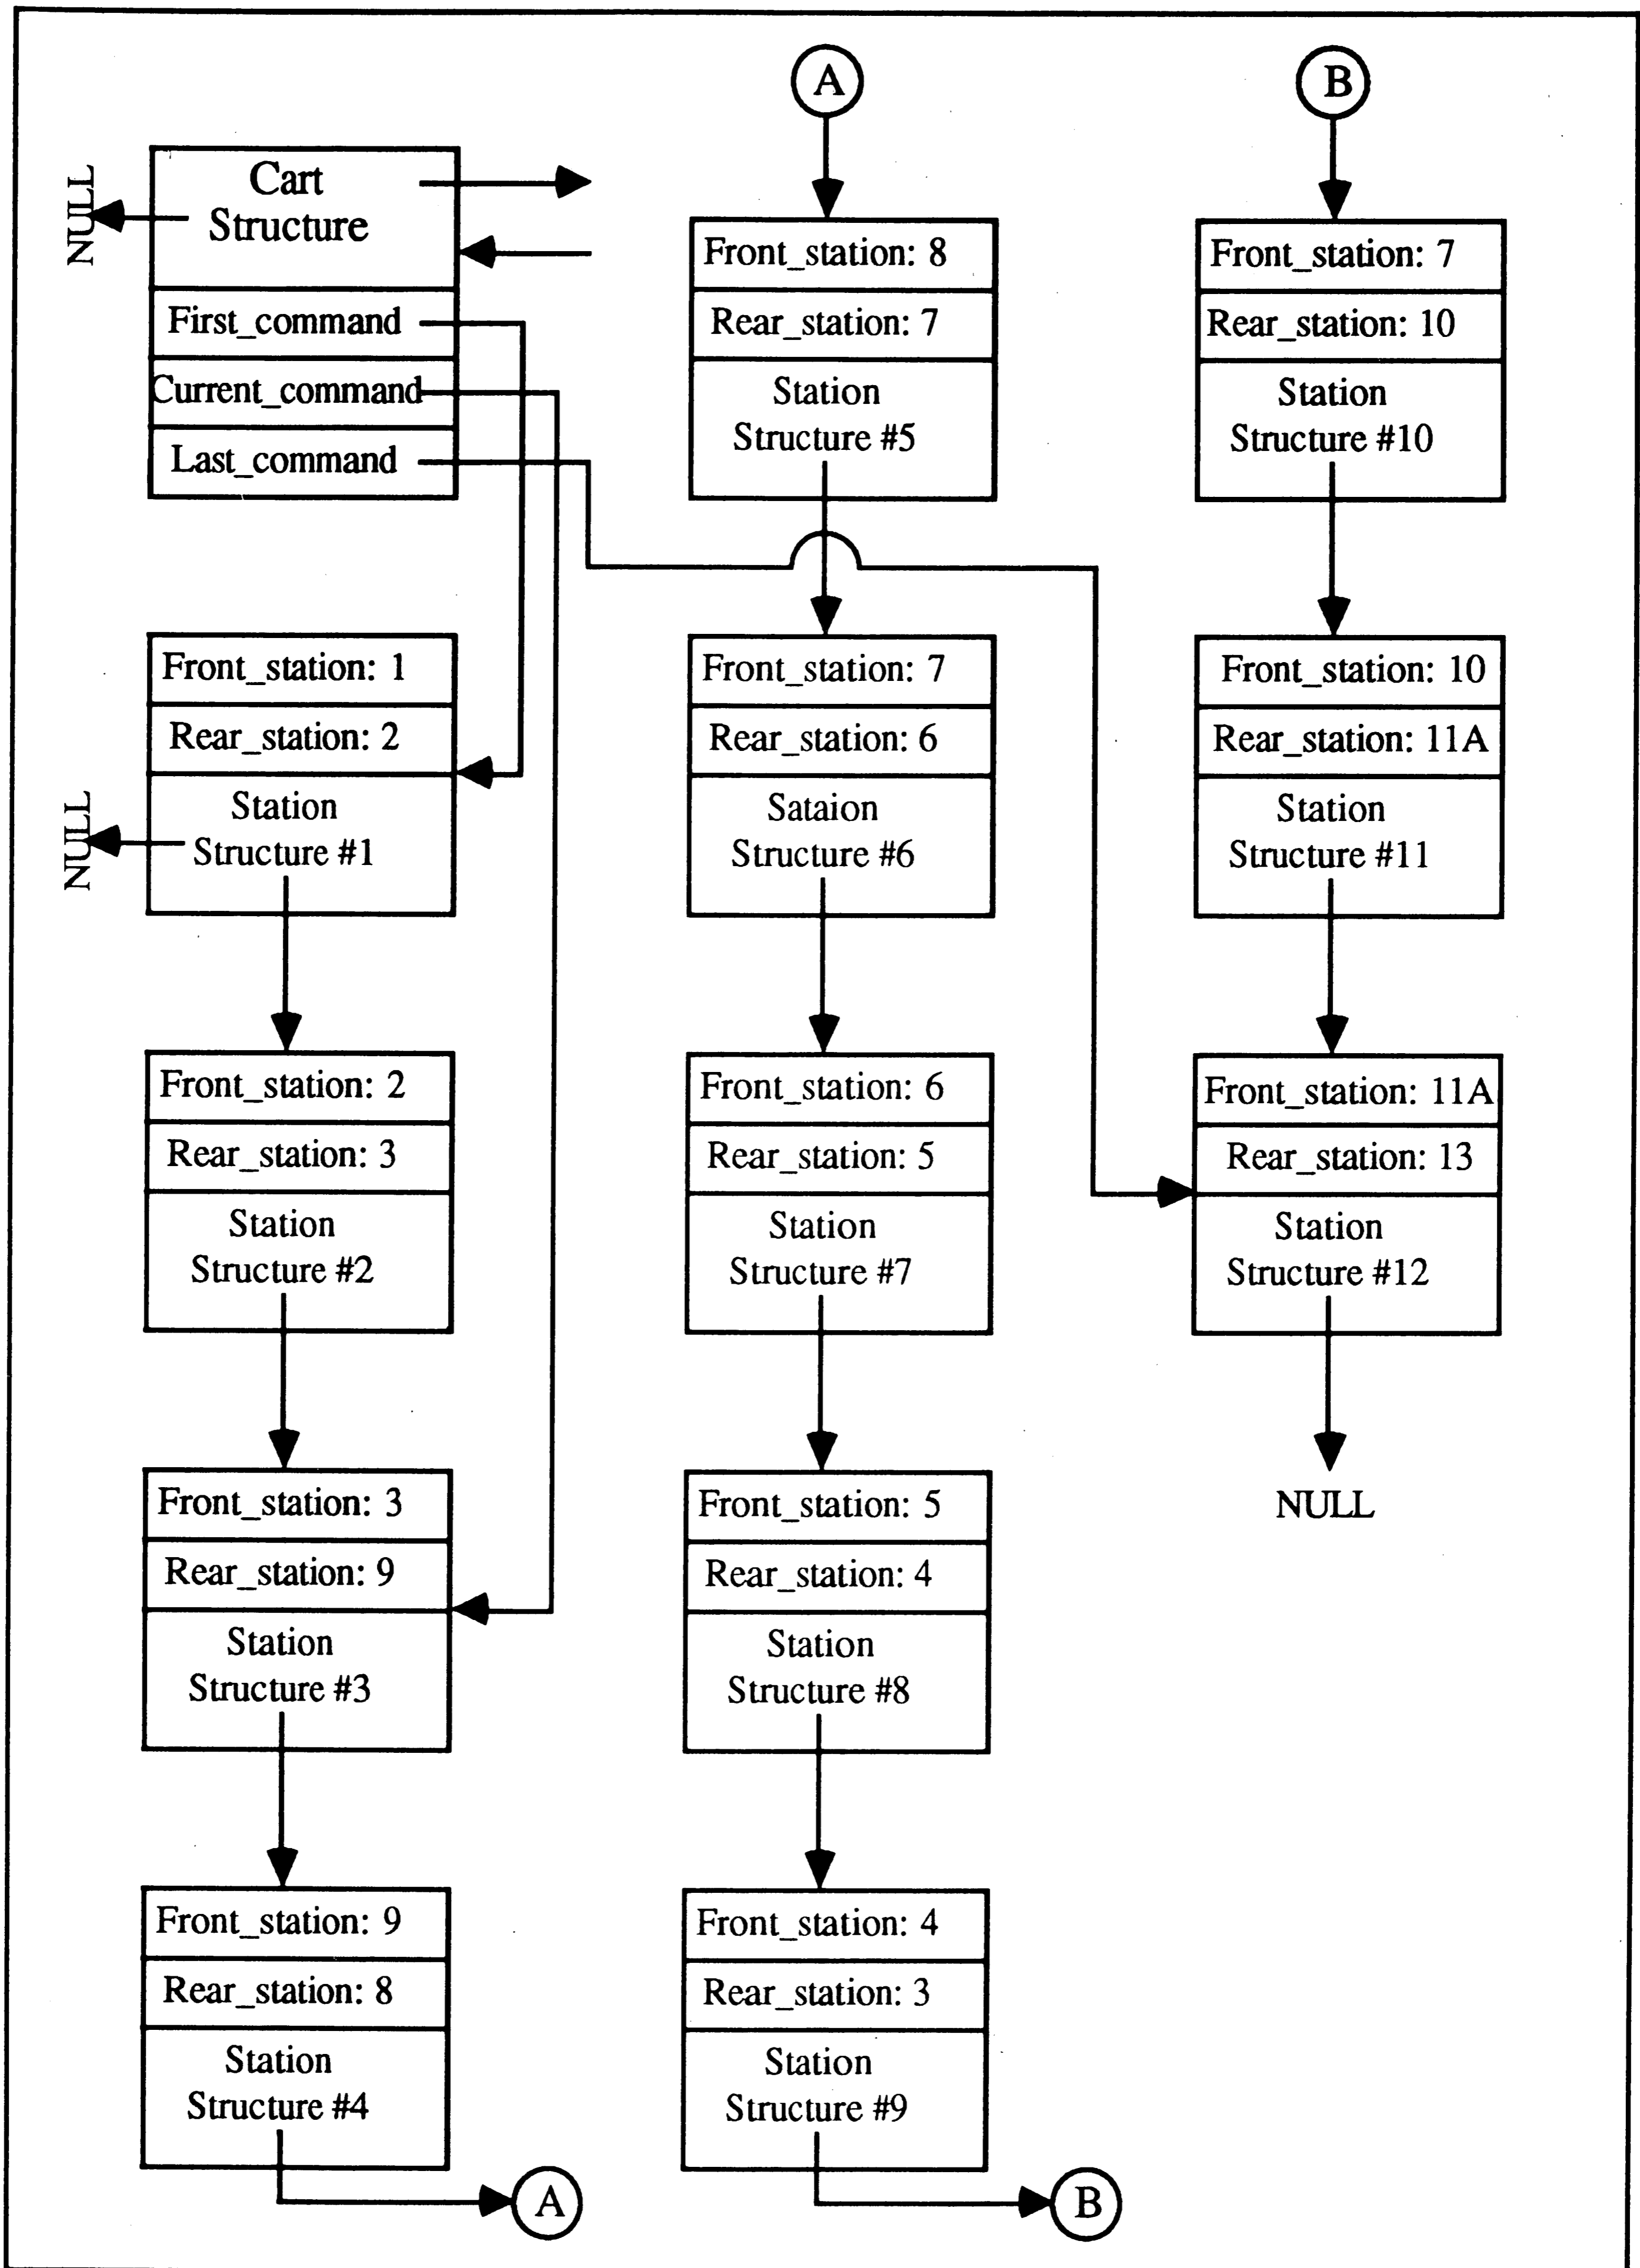 NULL
Cart
Structure
First_command
Current_command
Last_command
NULL
Front_station: 1
Rear_station: 2
Station
Structure #1
Front_station: 2
Rear_station: 3
Station
Structure #2
Front_station: 3
Rear_station: 9
Station
Structure #3
Front_station: 9
Rear_station: 8
Station
Structure #4
A
A
Front_station: 8
Rear_station: 7
Station
Structure #5
Front_station: 7
Rear_station: 6
Sataion
Structure #6
Front_station: 6
Rear_station: 5
Station
Structure #7
Front_station: 5
Rear_station: 4
Station
Structure #8
Front_station: 4
Rear_station: 3
Station
Structure #9
B
B
Front_station: 7
Rear_station: 10
Station
Structure #10
Front_station: 10
Rear_station: 11A
Station
Structure #11
Front_station: 11A
Rear_station: 13
Station
Structure #12
NULL